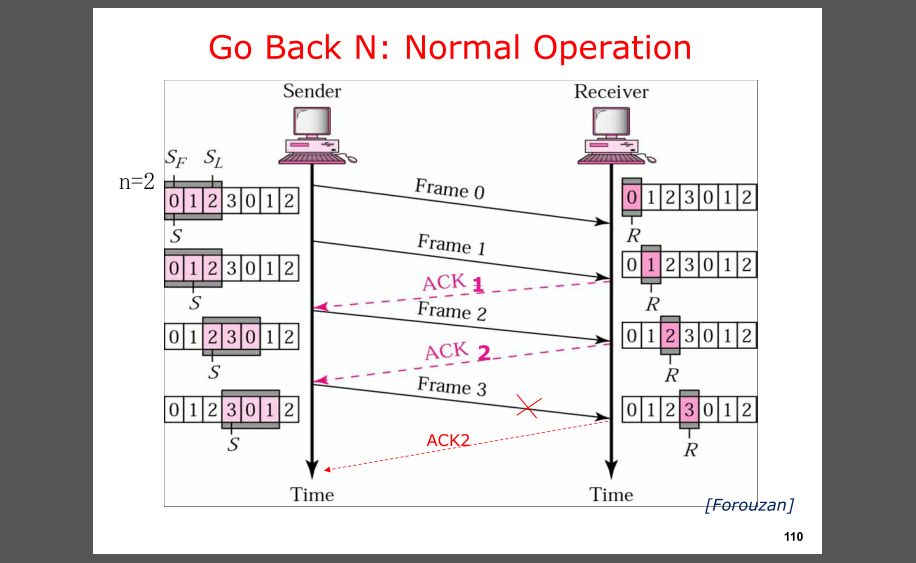 Go Back N: Normal Operation
Sender Receiver
SF SL
n=2
0 1 2 3 0 1 2
S
Frame 0
0 1 2 3 0 1 2
R
0 1 2 3 0 1 2
S
Frame 1
0 1 2 3 0 1 2
R
ACK 1
0 1 2 3 0 1 2
S
Frame 2
0 1 2 3 0 1 2
R
ACK 2
0 1 2 3 0 1 2
S
Frame 3
0 1 2 3 0 1 2
R
ACK2
Time Time
[Forouzan]
110